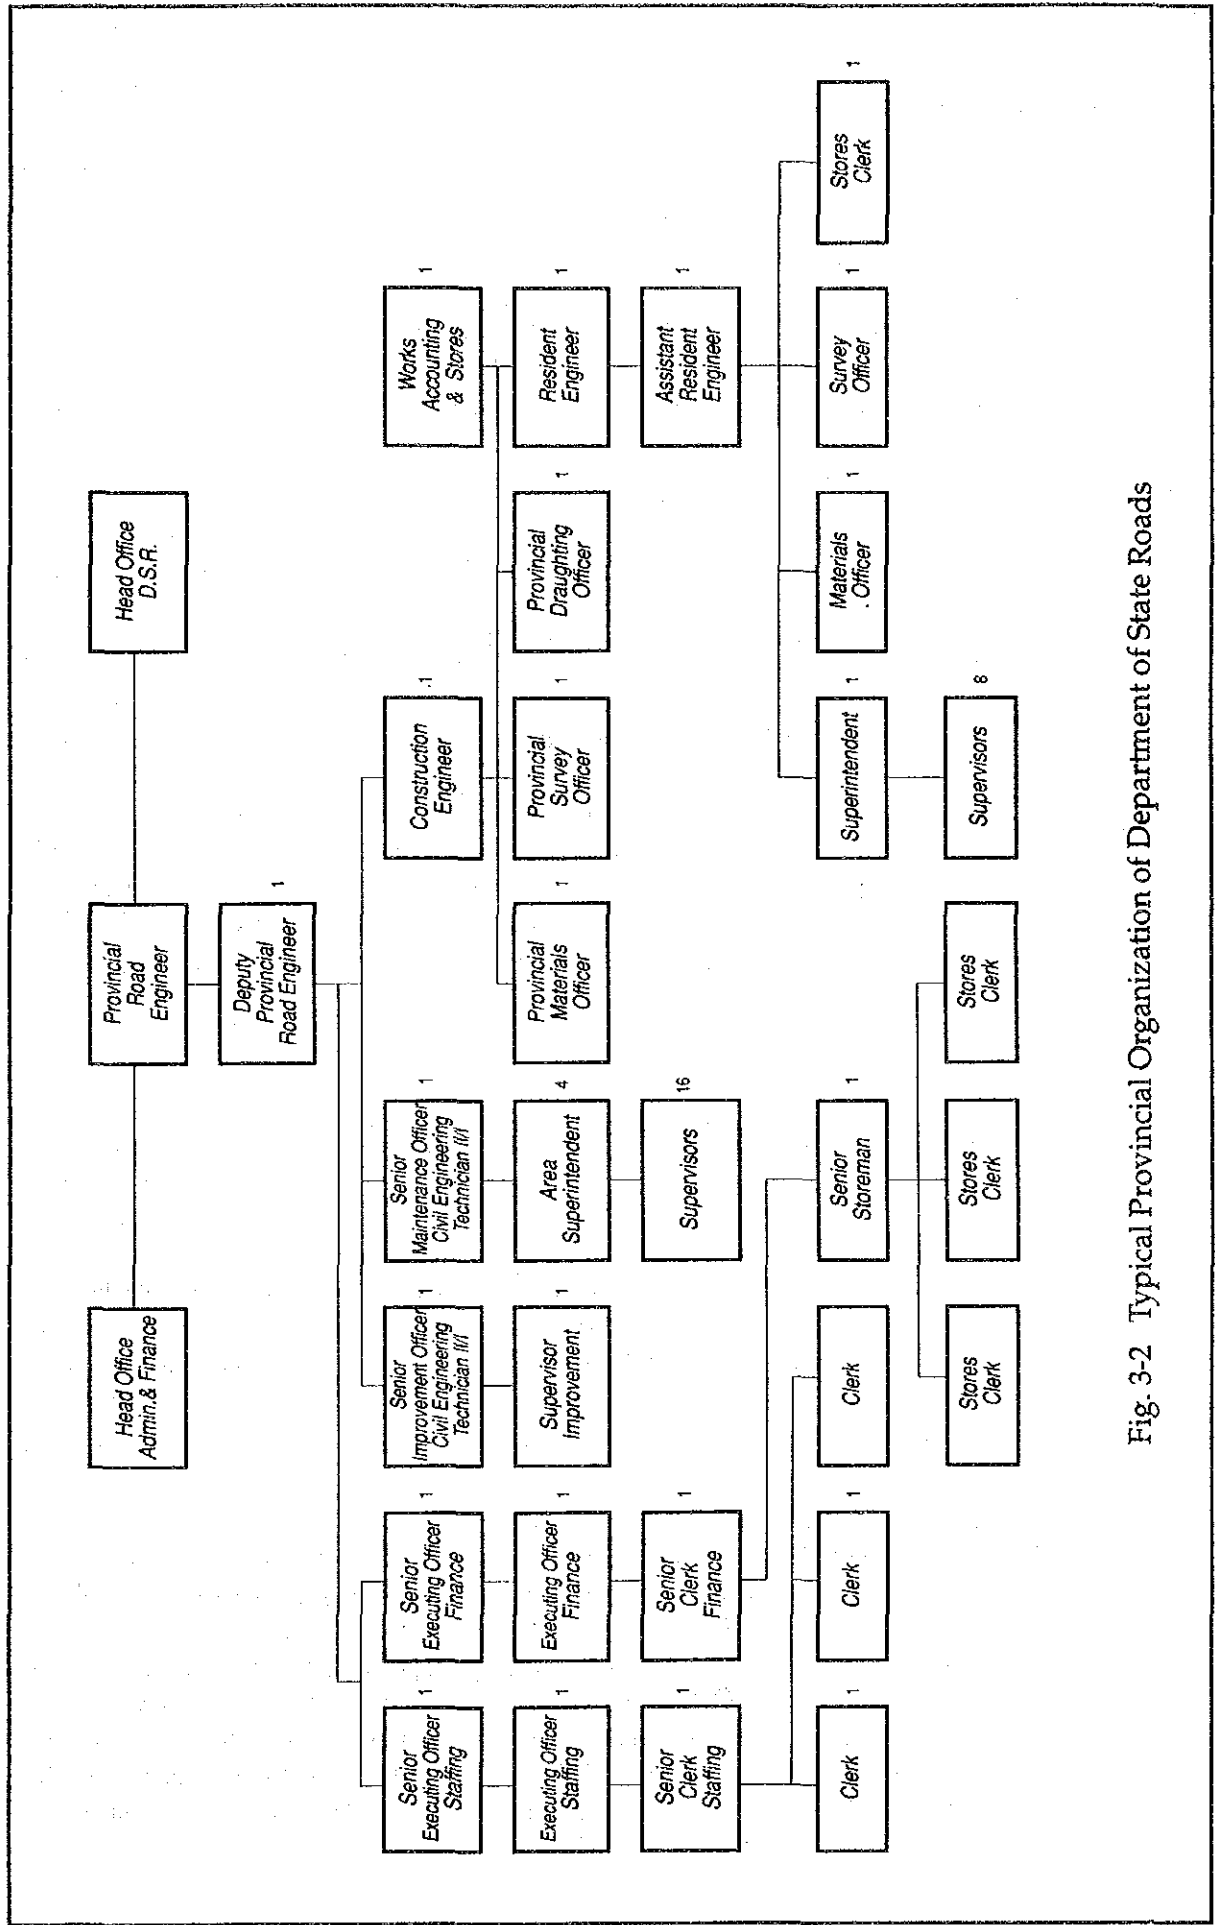 Head Office
Admin.& Finance
Provincial
Road
Engineer
Head Office
D.S.R.
Deputy
Provincial
Road Engineer
1
Senior
Executing Officer
Staffing
1
Senior
Executing Officer
Finance
1
Senior
Improvement Officer
Civil Engineering
Technician II/I
1
Senior
Maintenance Officer
Civil Engineering
Technician II/I
1
Construction
Engineer
1
Works
Accounting
& Stores
1
Executing Officer
Staffing
1
Executing Officer
Finance
1
Supervisor
Improvement
1
Area
Superintendent
4
Provincial
Materials
Officer
1
Provincial
Survey
Officer
1
Provincial
Draughting
Officer
1
Resident
Engineer
1
Senior
Clerk
Staffing
1
Senior
Clerk
Finance
1
Supervisors
16
Assistant
Resident
Engineer
1
Clerk
1
Clerk
1
Clerk
Senior
Storeman
1
Superintendent
1
Materials
Officer
1
Survey
Officer
1
Stores
Clerk
1
Stores
Clerk
Stores
Clerk
Stores
Clerk
Supervisors
8
Fig. 3-2 Typical Provincial Organization of Department of State Roads